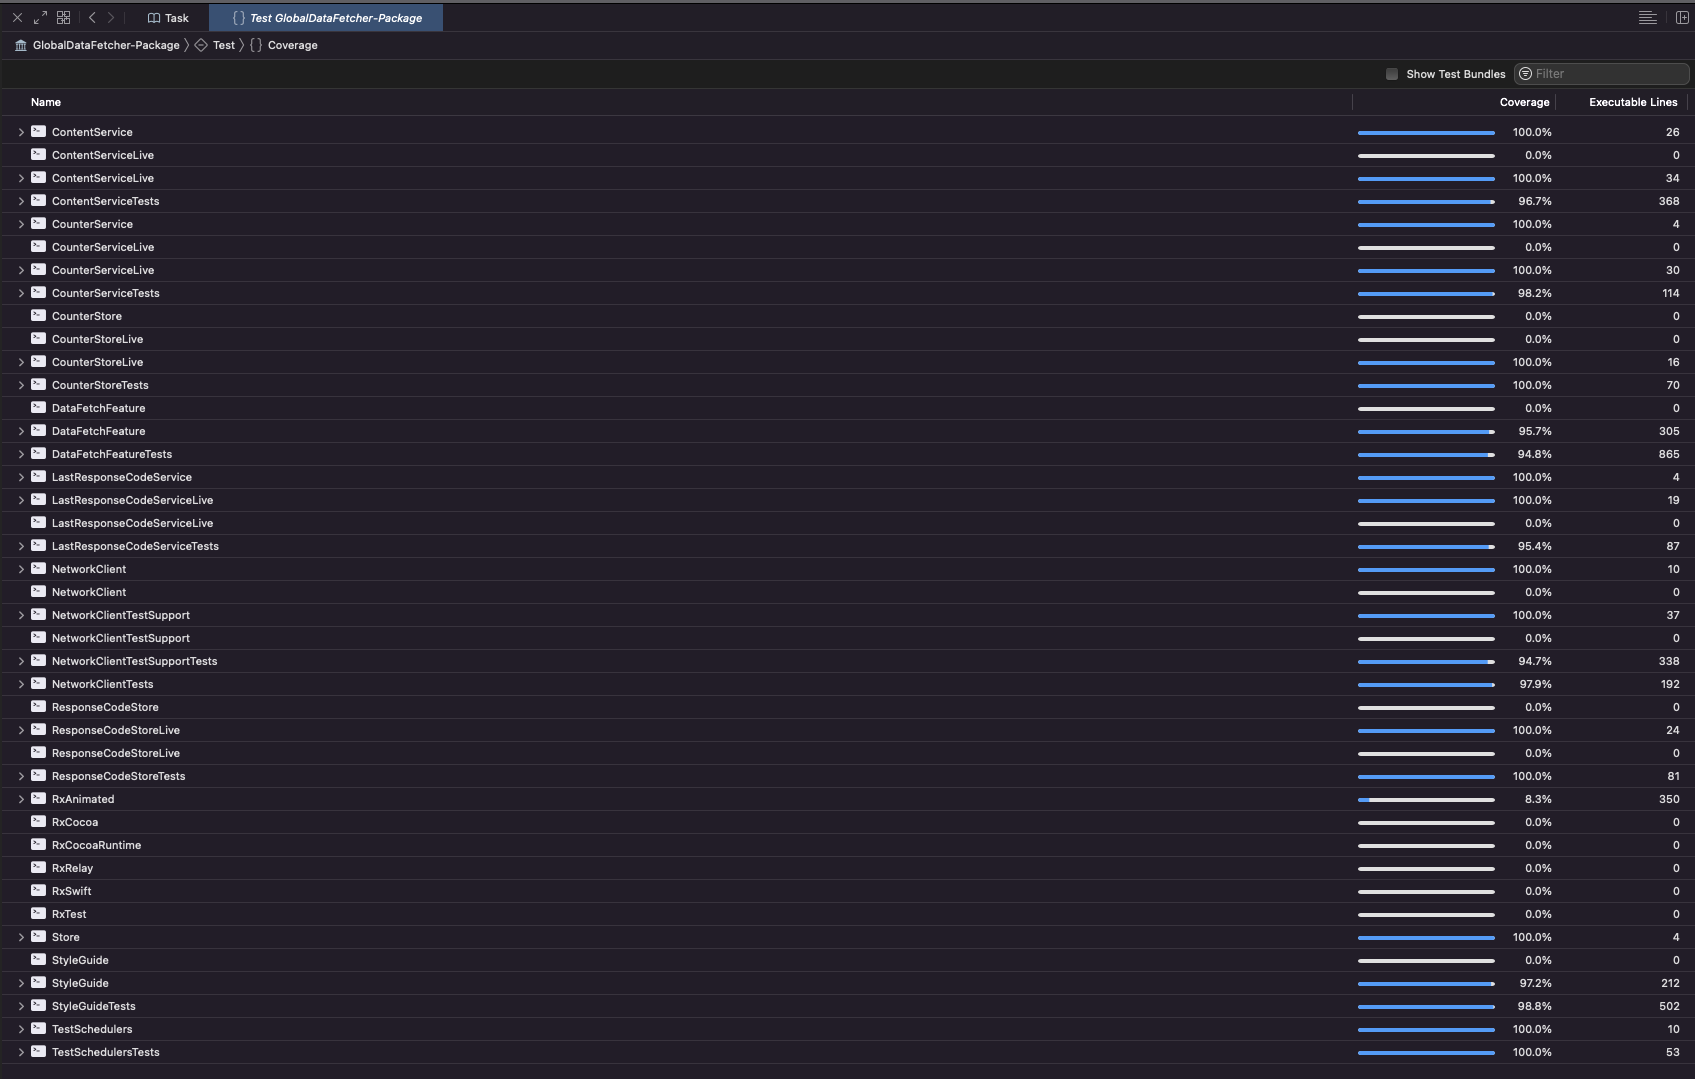 Task
{} Test GlobalDataFetcher-Package
GlobalDataFetcher-Package Test {} Coverage
Show Test Bundles Filter
Name Coverage Executable Lines
ContentService 100.0% 26
ContentServiceLive 0.0% 0
ContentServiceLive 100.0% 34
ContentServiceTests 96.7% 368
CounterService 100.0% 4
CounterServiceLive 0.0% 0
CounterServiceLive 100.0% 30
CounterServiceTests 98.2% 114
CounterStore 0.0% 0
CounterStoreLive 0.0% 0
CounterStoreLive 100.0% 16
CounterStoreTests 100.0% 70
DataFetchFeature 0.0% 0
DataFetchFeature 95.7% 305
DataFetchFeatureTests 94.8% 865
LastResponseCodeService 100.0% 4
LastResponseCodeServiceLive 100.0% 19
LastResponseCodeServiceLive 0.0% 0
LastResponseCodeServiceTests 95.4% 87
NetworkClient 100.0% 10
NetworkClient 0.0% 0
NetworkClientTestSupport 100.0% 37
NetworkClientTestSupport 0.0% 0
NetworkClientTestSupportTests 94.7% 338
NetworkClientTests 97.9% 192
ResponseCodeStore 0.0% 0
ResponseCodeStoreLive 100.0% 24
ResponseCodeStoreLive 0.0% 0
ResponseCodeStoreTests 100.0% 81
RxAnimated 8.3% 350
RxCocoa 0.0% 0
RxCocoaRuntime 0.0% 0
RxRelay 0.0% 0
RxSwift 0.0% 0
RxTest 0.0% 0
Store 100.0% 4
StyleGuide 0.0% 0
StyleGuide 97.2% 212
StyleGuideTests 98.8% 502
TestSchedulers 100.0% 10
TestSchedulersTests 100.0% 53